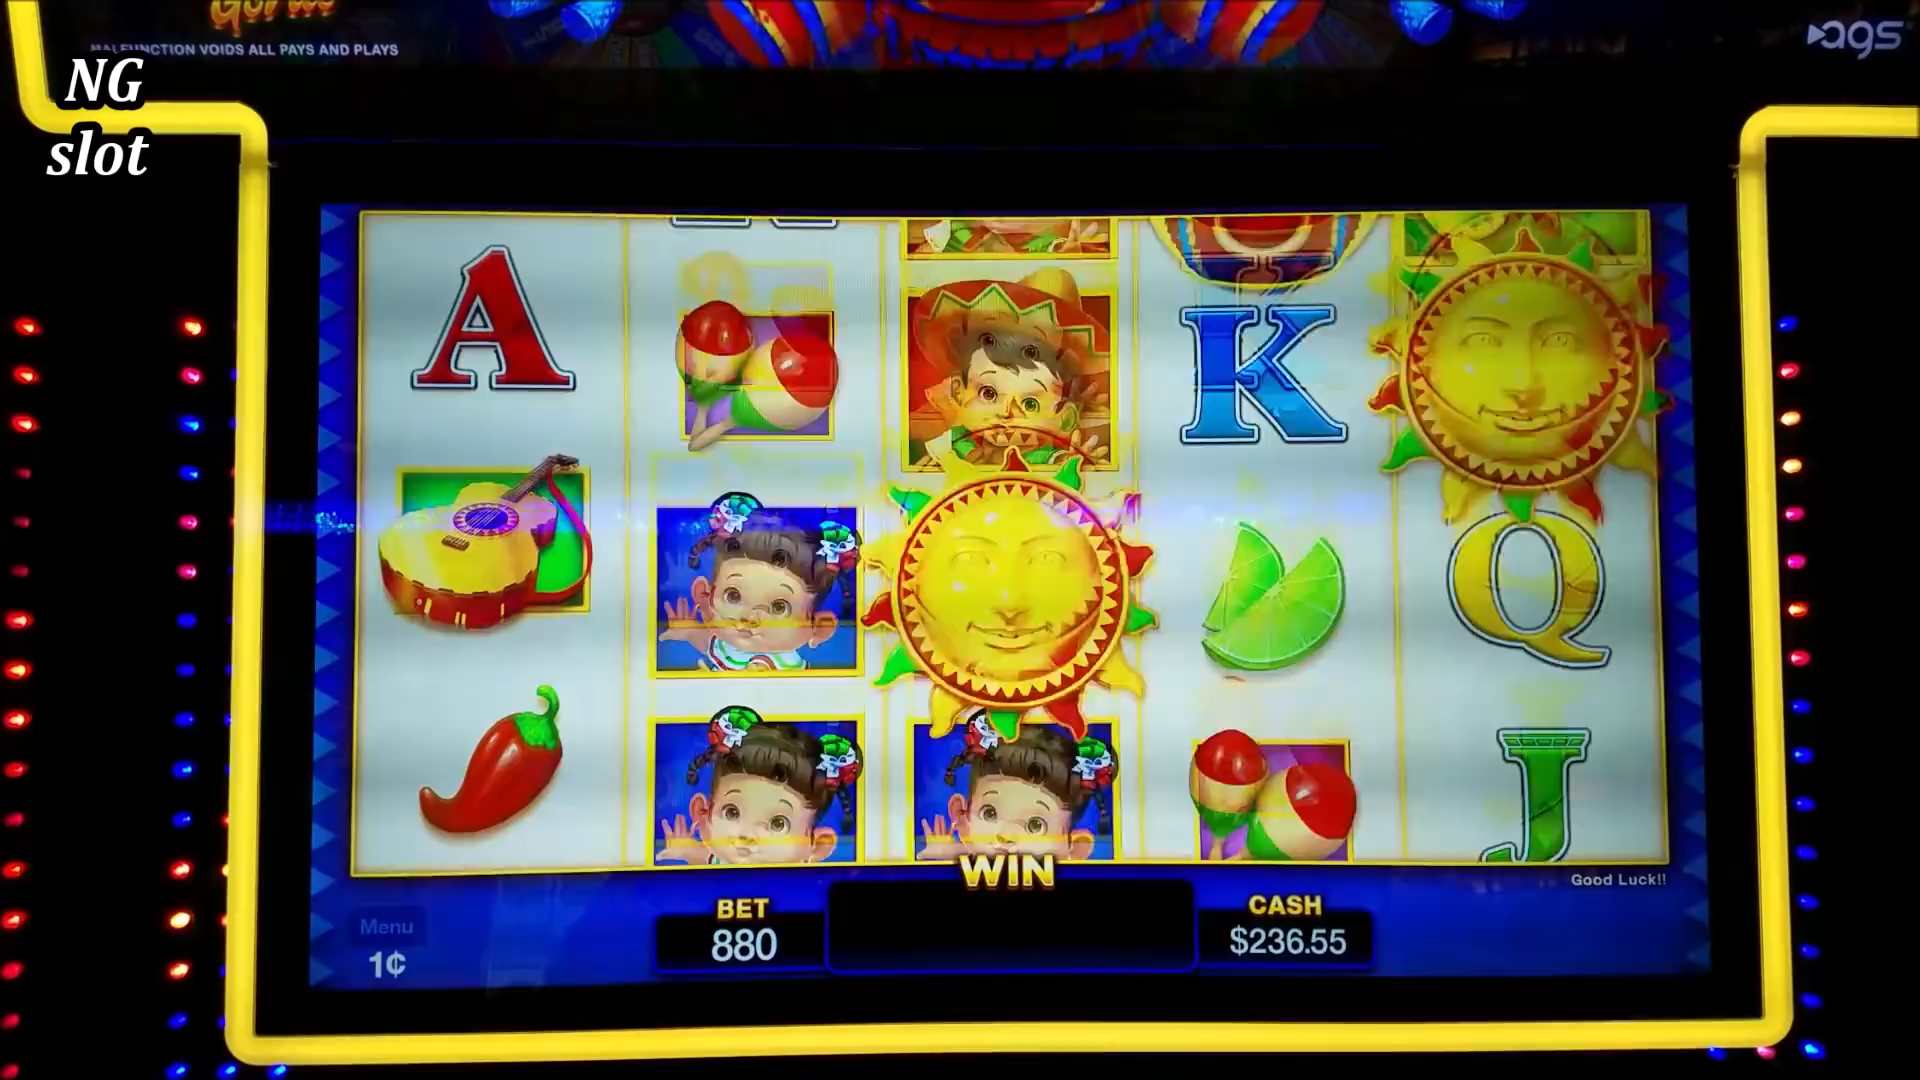 MALFUNCTION VOIDS ALL PAYS AND PLAYS
ags
NG
slot
A
K
Q
J
WIN
Good Luck!!
Menu
1¢
BET
880
CASH
$236.55